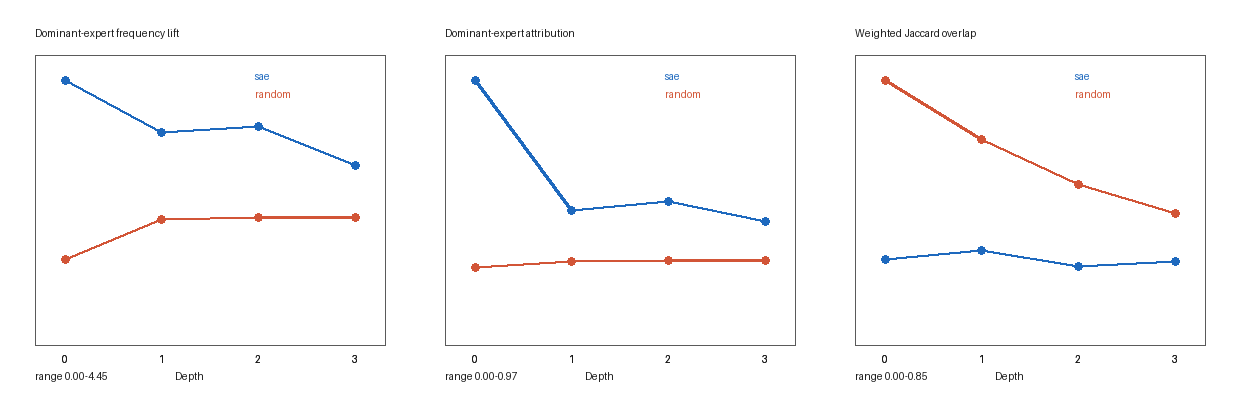 Dominant-expert frequency lift
sae
random
0 1 2 3
range 0.00-4.45 Depth
Dominant-expert attribution
sae
random
0 1 2 3
range 0.00-0.97 Depth
Weighted Jaccard overlap
sae
random
0 1 2 3
range 0.00-0.85 Depth